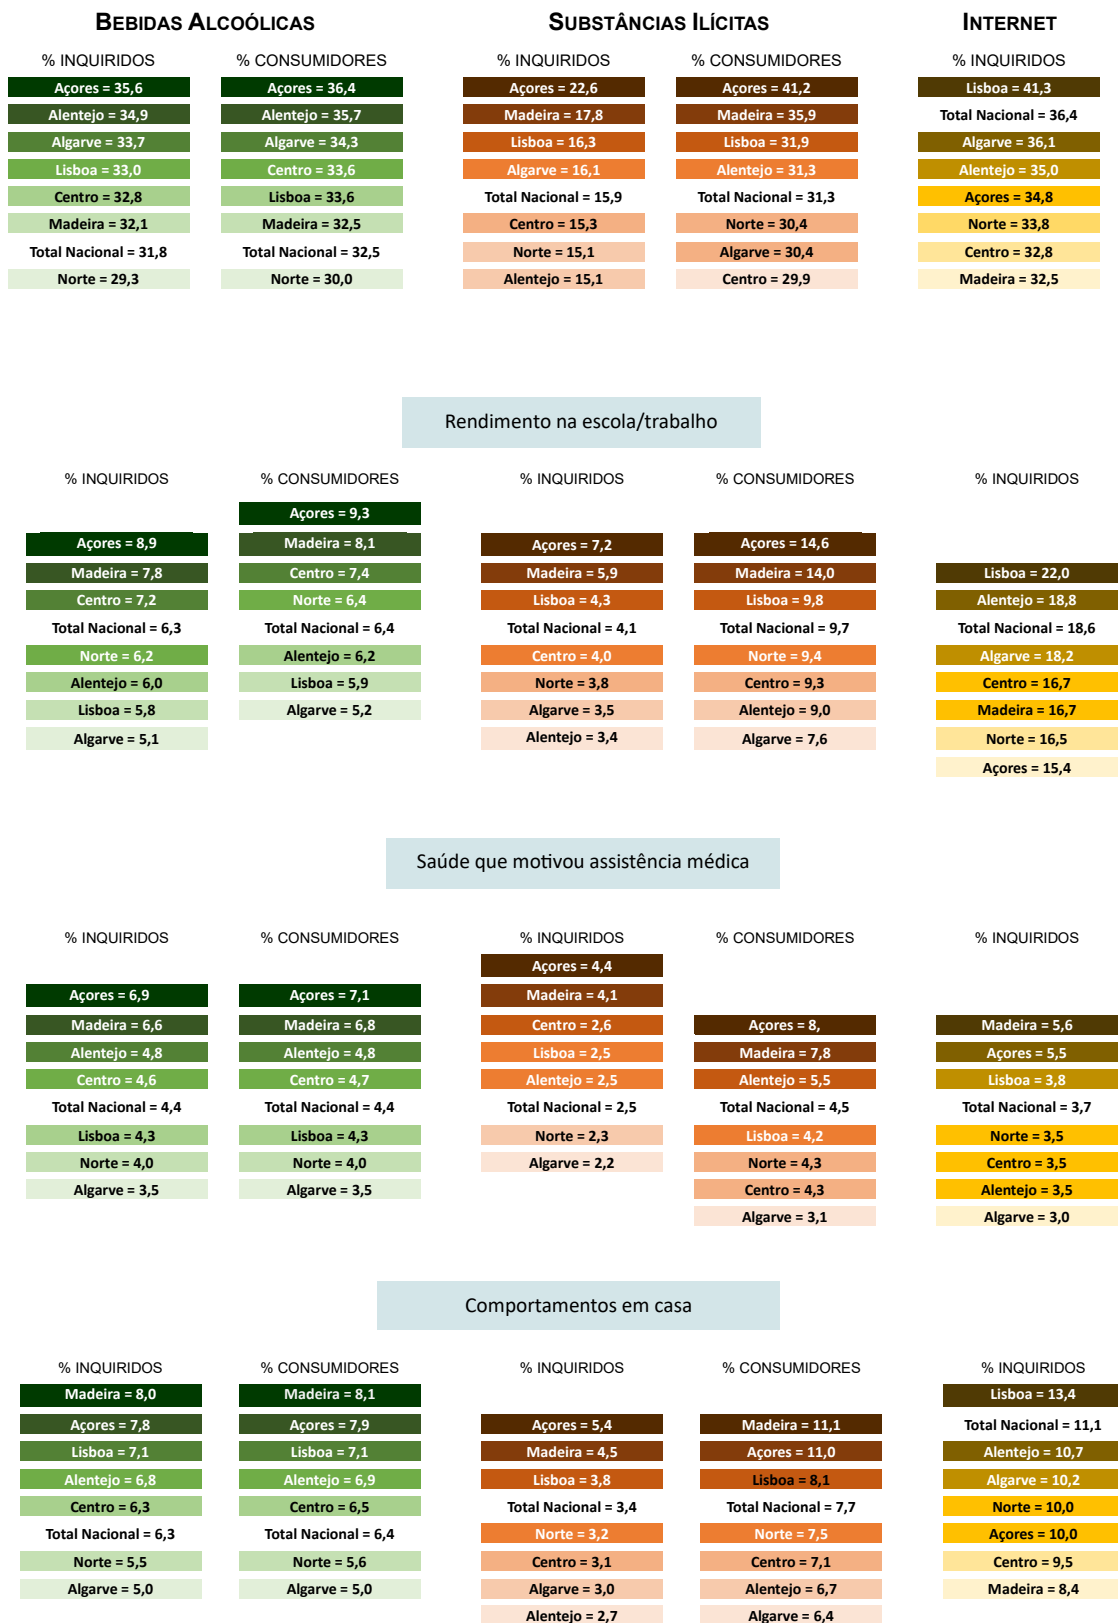 BEBIDAS ALCOÓLICAS SUBSTÂNCIAS ILÍCITAS INTERNET
% INQUIRIDOS % CONSUMIDORES % INQUIRIDOS % CONSUMIDORES % INQUIRIDOS
Açores = 35,6 Açores = 36,4 Açores = 22,6 Açores = 41,2 Lisboa = 41,3
Alentejo = 34,9 Alentejo = 35,7 Madeira = 17,8 Madeira = 35,9 Total Nacional = 36,4
Algarve = 33,7 Algarve = 34,3 Lisboa = 16,3 Lisboa = 31,9 Algarve = 36,1
Lisboa = 33,0 Centro = 33,6 Algarve = 16,1 Alentejo = 31,3 Alentejo = 35,0
Centro = 32,8 Lisboa = 33,6 Total Nacional = 15,9 Total Nacional = 31,3 Açores = 34,8
Madeira = 32,1 Madeira = 32,5 Centro = 15,3 Norte = 30,4 Norte = 33,8
Total Nacional = 31,8 Total Nacional = 32,5 Norte = 15,1 Algarve = 30,4 Centro = 32,8
Norte = 29,3 Norte = 30,0 Alentejo = 15,1 Centro = 29,9 Madeira = 32,5
Rendimento na escola/trabalho
% INQUIRIDOS % CONSUMIDORES % INQUIRIDOS % CONSUMIDORES % INQUIRIDOS
Açores = 9,3
Açores = 8,9 Madeira = 8,1 Açores = 7,2 Açores = 14,6
Madeira = 7,8 Centro = 7,4 Madeira = 5,9 Madeira = 14,0 Lisboa = 22,0
Centro = 7,2 Norte = 6,4 Lisboa = 4,3 Lisboa = 9,8 Alentejo = 18,8
Total Nacional = 6,3 Total Nacional = 6,4 Total Nacional = 4,1 Total Nacional = 9,7 Total Nacional = 18,6
Norte = 6,2 Alentejo = 6,2 Centro = 4,0 Norte = 9,4 Algarve = 18,2
Alentejo = 6,0 Lisboa = 5,9 Norte = 3,8 Centro = 9,3 Centro = 16,7
Lisboa = 5,8 Algarve = 5,2 Algarve = 3,5 Alentejo = 9,0 Madeira = 16,7
Algarve = 5,1 Alentejo = 3,4 Algarve = 7,6 Norte = 16,5
Açores = 15,4
Saúde que motivou assistência médica
% INQUIRIDOS % CONSUMIDORES % INQUIRIDOS % CONSUMIDORES % INQUIRIDOS
Açores = 4,4
Açores = 6,9 Açores = 7,1 Madeira = 4,1
Madeira = 6,6 Madeira = 6,8 Centro = 2,6 Açores = 8, Madeira = 5,6
Alentejo = 4,8 Alentejo = 4,8 Lisboa = 2,5 Madeira = 7,8 Açores = 5,5
Centro = 4,6 Centro = 4,7 Alentejo = 2,5 Alentejo = 5,5 Lisboa = 3,8
Total Nacional = 4,4 Total Nacional = 4,4 Total Nacional = 2,5 Total Nacional = 4,5 Total Nacional = 3,7
Lisboa = 4,3 Lisboa = 4,3 Norte = 2,3 Lisboa = 4,2 Norte = 3,5
Norte = 4,0 Norte = 4,0 Algarve = 2,2 Norte = 4,3 Centro = 3,5
Algarve = 3,5 Algarve = 3,5 Centro = 4,3 Alentejo = 3,5
Algarve = 3,1 Algarve = 3,0
Comportamentos em casa
% INQUIRIDOS % CONSUMIDORES % INQUIRIDOS % CONSUMIDORES % INQUIRIDOS
Madeira = 8,0 Madeira = 8,1 Lisboa = 13,4
Açores = 7,8 Açores = 7,9 Açores = 5,4 Madeira = 11,1 Total Nacional = 11,1
Lisboa = 7,1 Lisboa = 7,1 Madeira = 4,5 Açores = 11,0 Alentejo = 10,7
Alentejo = 6,8 Alentejo = 6,9 Lisboa = 3,8 Lisboa = 8,1 Algarve = 10,2
Centro = 6,3 Centro = 6,5 Total Nacional = 3,4 Total Nacional = 7,7 Norte = 10,0
Total Nacional = 6,3 Total Nacional = 6,4 Norte = 3,2 Norte = 7,5 Açores = 10,0
Norte = 5,5 Norte = 5,6 Centro = 3,1 Centro = 7,1 Centro = 9,5
Algarve = 5,0 Algarve = 5,0 Algarve = 3,0 Alentejo = 6,7 Madeira = 8,4
Alentejo = 2,7 Algarve = 6,4